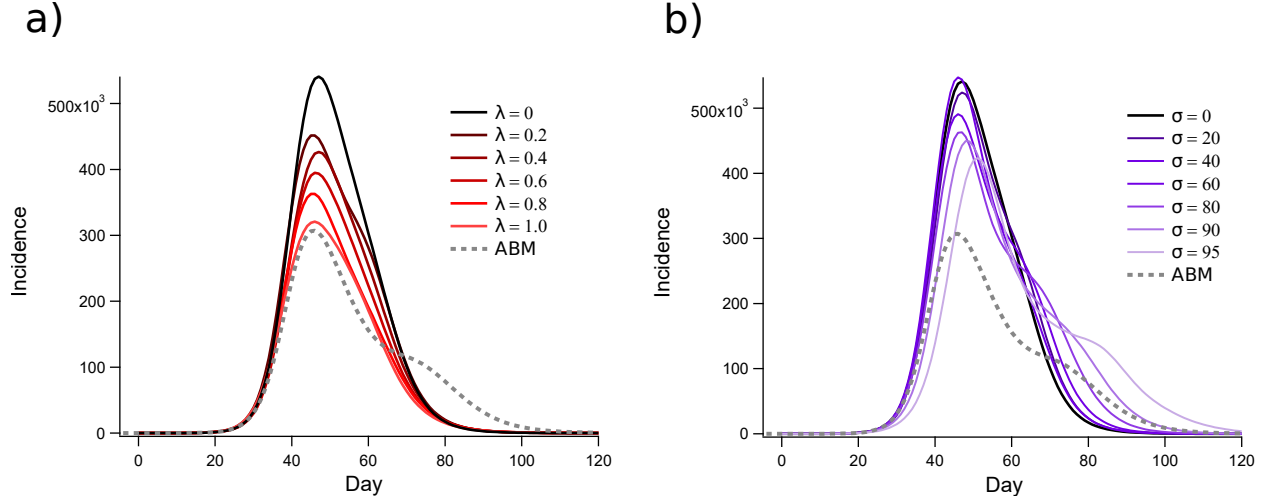 a)
500x10³
400
300
200
100
0
Incidence
0 20 40 60 80 100 120
Day
λ = 0
λ = 0.2
λ = 0.4
λ = 0.6
λ = 0.8
λ = 1.0
ABM
b)
500x10³
400
300
200
100
0
Incidence
0 20 40 60 80 100 120
Day
σ = 0
σ = 20
σ = 40
σ = 60
σ = 80
σ = 90
σ = 95
ABM